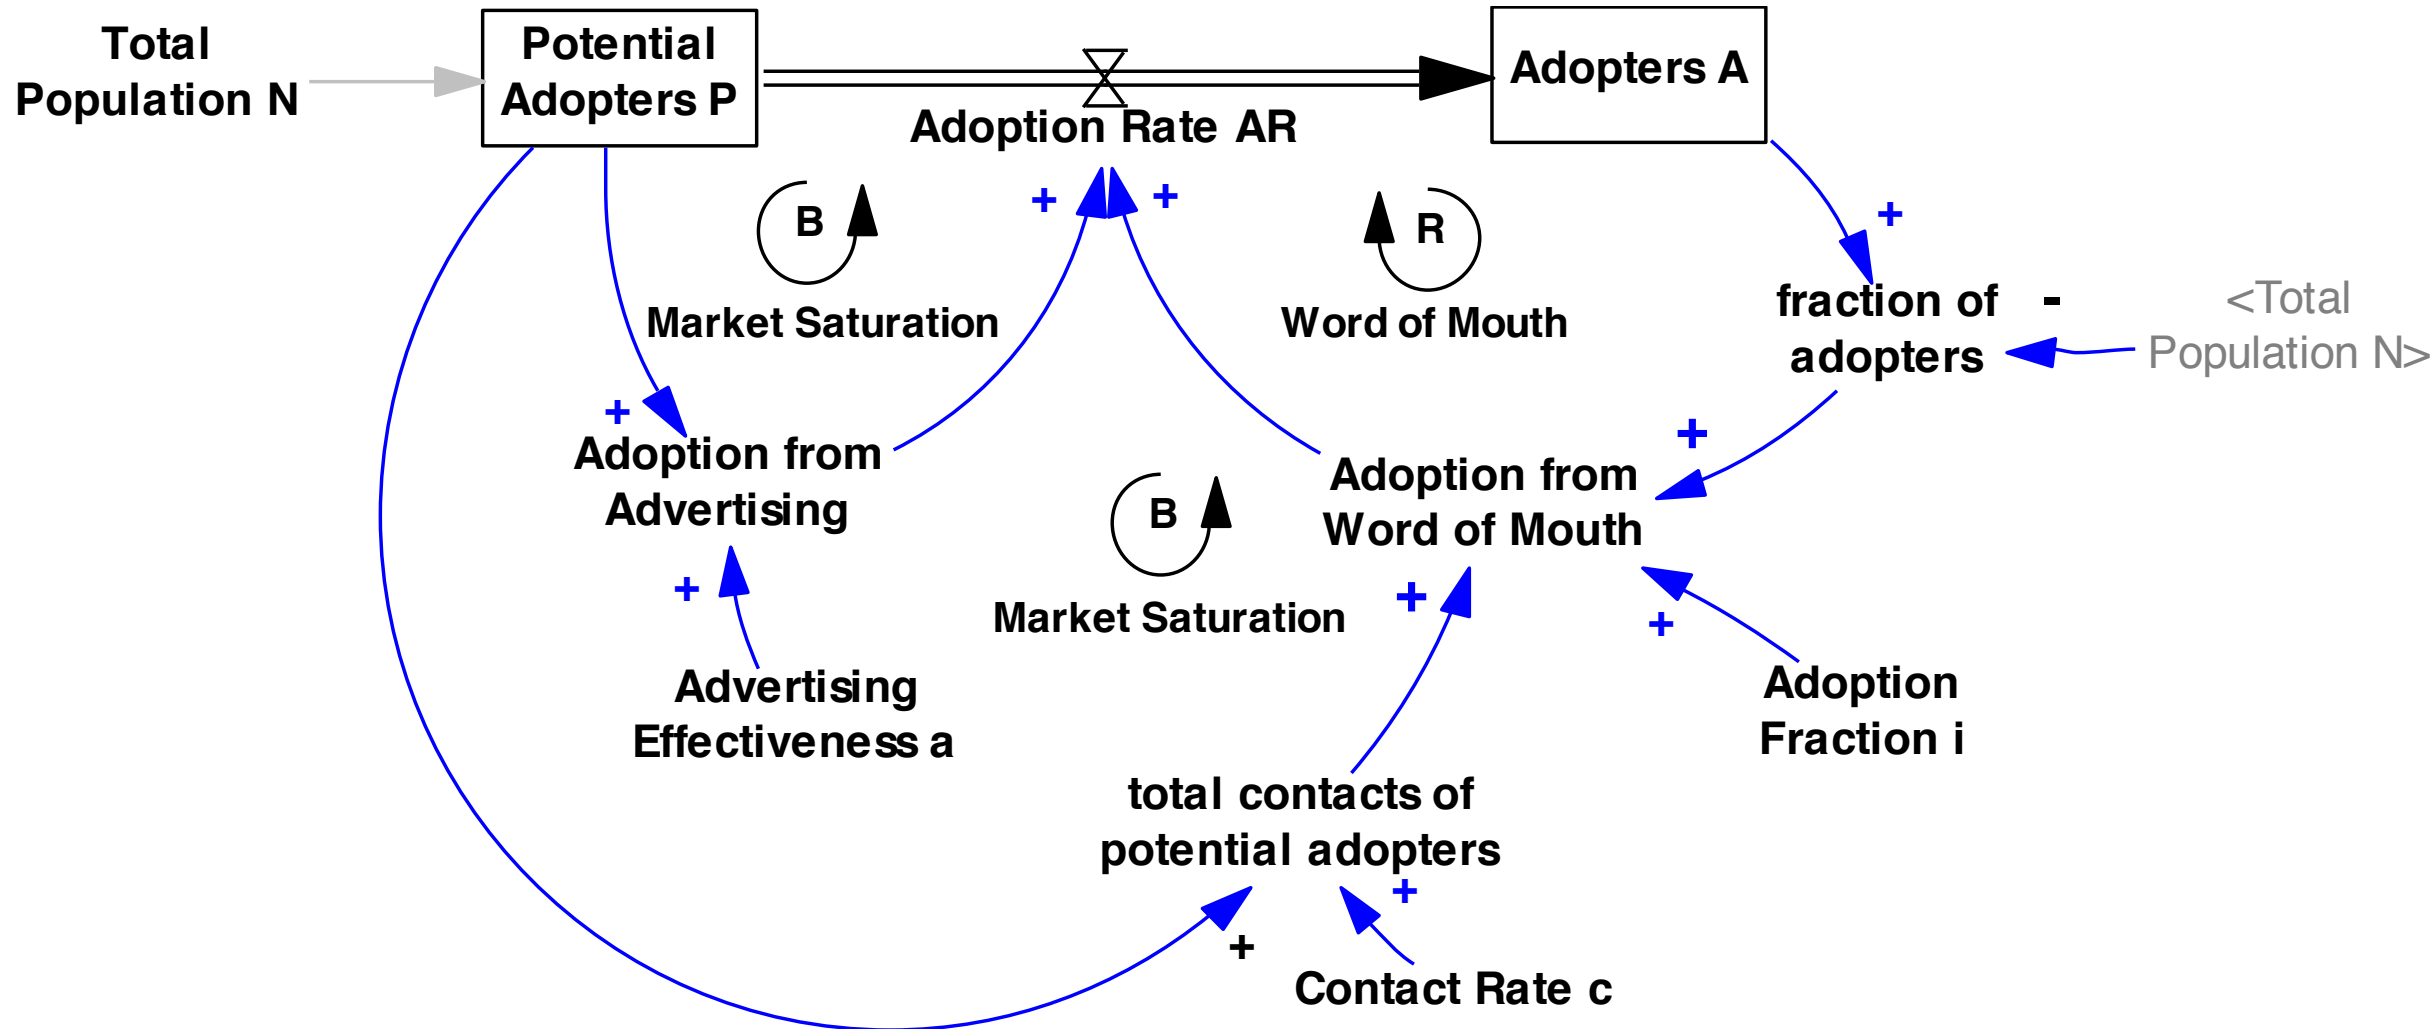 Total
Population N
Potential
Adopters P
Adoption Rate AR
Adopters A
+
+
+
B
R
Market Saturation
Word of Mouth
fraction of
adopters
-
<Total
Population N>
+
Adoption from
Advertising
+
Adoption from
Word of Mouth
B
Market Saturation
+
+
+
Advertising
Effectiveness a
Adoption
Fraction i
total contacts of
potential adopters
+
+
Contact Rate c